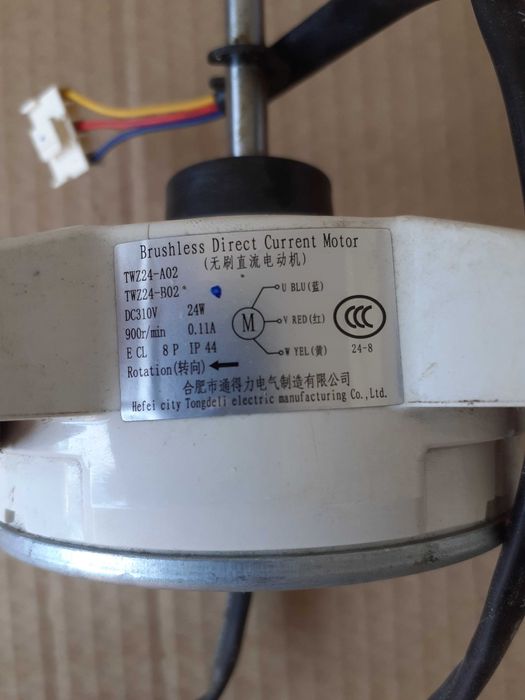 Brushless Direct Current Motor
(无刷直流电动机)
TWZ24-A02
TWZ24-B02
DC310V 24W
900r/min 0.11A
E CL 8 P IP 44
Rotation(转向)
U BLU(蓝)
V RED(红)
W YEL(黄)
M
CCC
24-8
合肥市通得力电气制造有限公司
Hefei city Tongdeli electric manufacturing Co.,Ltd.